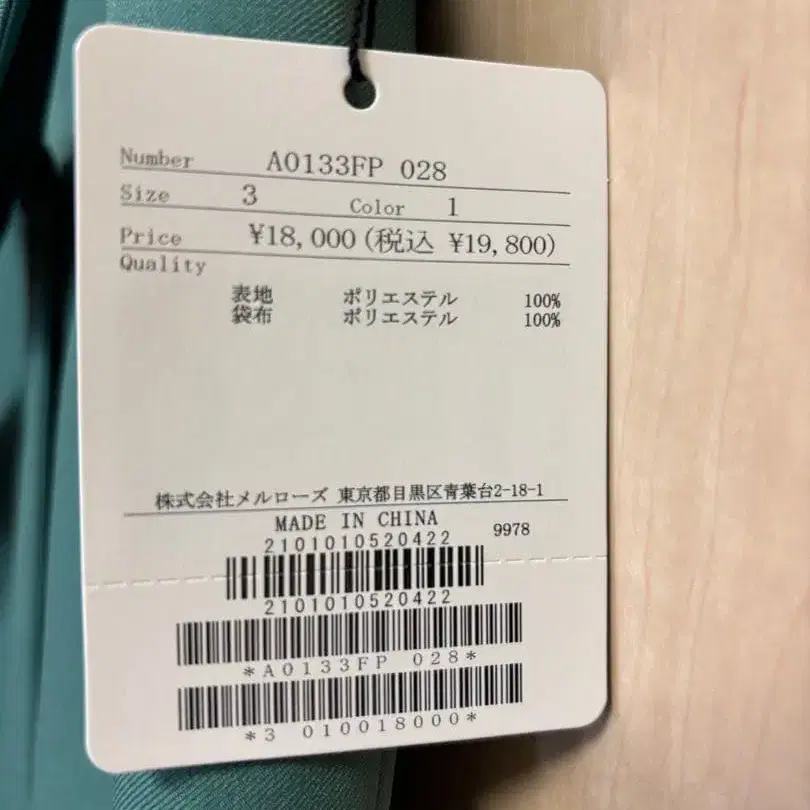 Number A0133FP 028
Size 3 Color 1
Price ¥18,000(税込 ¥19,800)
Quality
表地 ポリエステル 100%
袋布 ポリエステル 100%
株式会社メルローズ 東京都目黒区青葉台2-18-1
MADE IN CHINA 9978
2101010520422
2101010520422
*A0133FP 028*
*3 010018000*